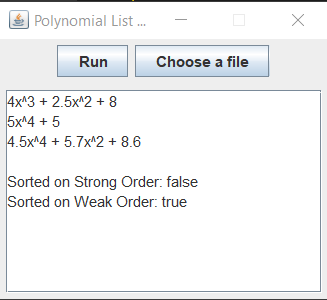 Polynomial List ...
Run Choose a file
4x^3 + 2.5x^2 + 8
5x^4 + 5
4.5x^4 + 5.7x^2 + 8.6
Sorted on Strong Order: false
Sorted on Weak Order: true